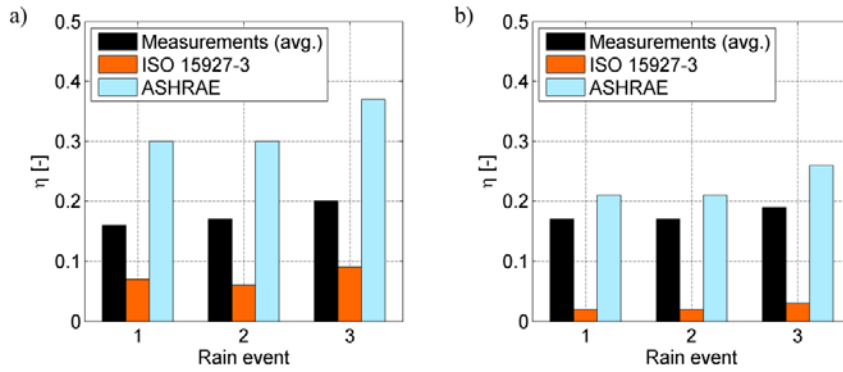 a)
0.5
0.4
0.3
0.2
0.1
0
η [-]
Measurements (avg.)
ISO 15927-3
ASHRAE
1 2 3
Rain event
b)
0.5
0.4
0.3
0.2
0.1
0
η [-]
Measurements (avg.)
ISO 15927-3
ASHRAE
1 2 3
Rain event